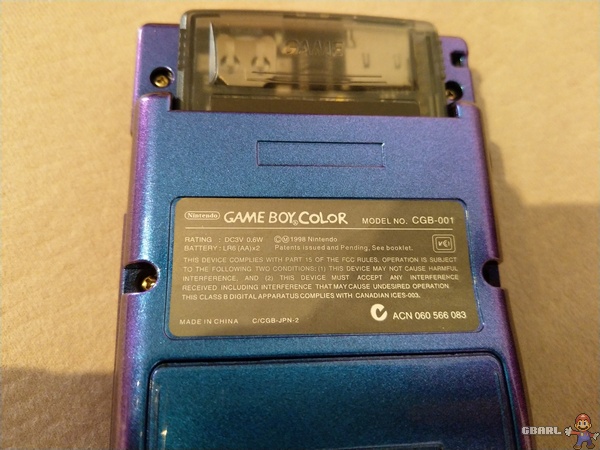 GAME
Nintendo GAME BOY COLOR MODEL NO. CGB-001
RATING : DC3V 0.6W ©Ⓜ1998 Nintendo
BATTERY : LR6 (AA)x2 Patents issued and Pending, See booklet.
THIS DEVICE COMPLIES WITH PART 15 OF THE FCC RULES, OPERATION IS SUBJECT
TO THE FOLLOWING TWO CONDITIONS: (1) THIS DEVICE MAY NOT CAUSE HARMFUL
INTERFERENCE, AND (2) THIS DEVICE MUST ACCEPT ANY INTERFERENCE
RECEIVED, INCLUDING INTERFERENCE THAT MAY CAUSE UNDESIRED OPERATION.
THIS CLASS B DIGITAL APPARATUS COMPLIES WITH CANADIAN ICES-003.
MADE IN CHINA C/CGB-JPN-2 ACN 060 566 083
GBARL